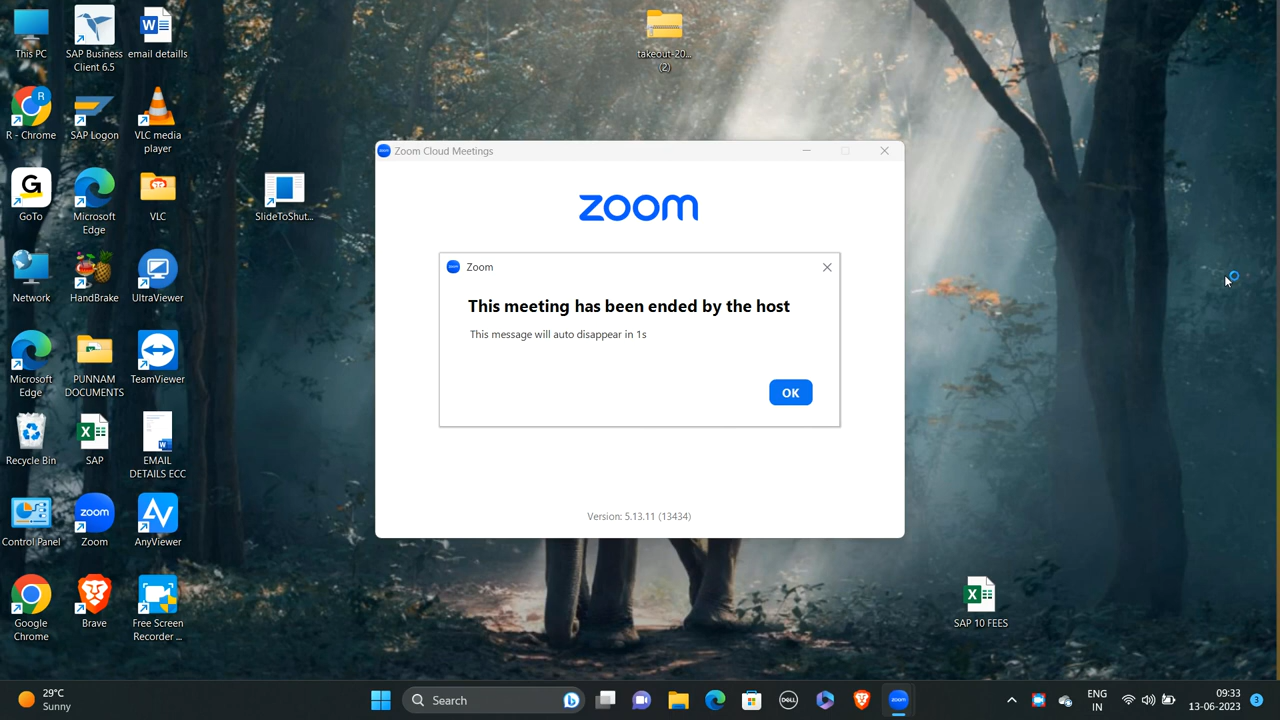 This PC
SAP Business
Client 6.5
email detaills
takeout-20...
(2)
R - Chrome
SAP Logon
VLC media
player
Zoom Cloud Meetings
zoom
GoTo
Microsoft
Edge
VLC
SlideToShut...
Zoom
This meeting has been ended by the host
This message will auto disappear in 1s
OK
Network
HandBrake
UltraViewer
Microsoft
Edge
PUNNAM
DOCUMENTS
TeamViewer
Recycle Bin
SAP
EMAIL
DETAILS ECC
Version: 5.13.11 (13434)
Control Panel
Zoom
AnyViewer
Google
Chrome
Brave
Free Screen
Recorder ...
SAP 10 FEES
29°C
Sunny
Search
DELL
zoom
ENG
IN
09:33
13-06-2023
3